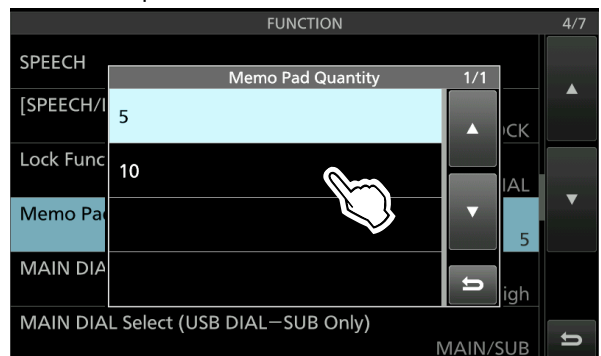 FUNCTION 4/7
SPEECH
Memo Pad Quantity 1/1
[SPEECH/
5
CK
Lock Func
10
IAL
Memo Pa
5
MAIN DIA
igh
MAIN DIAL Select (USB DIAL－SUB Only)
MAIN/SUB